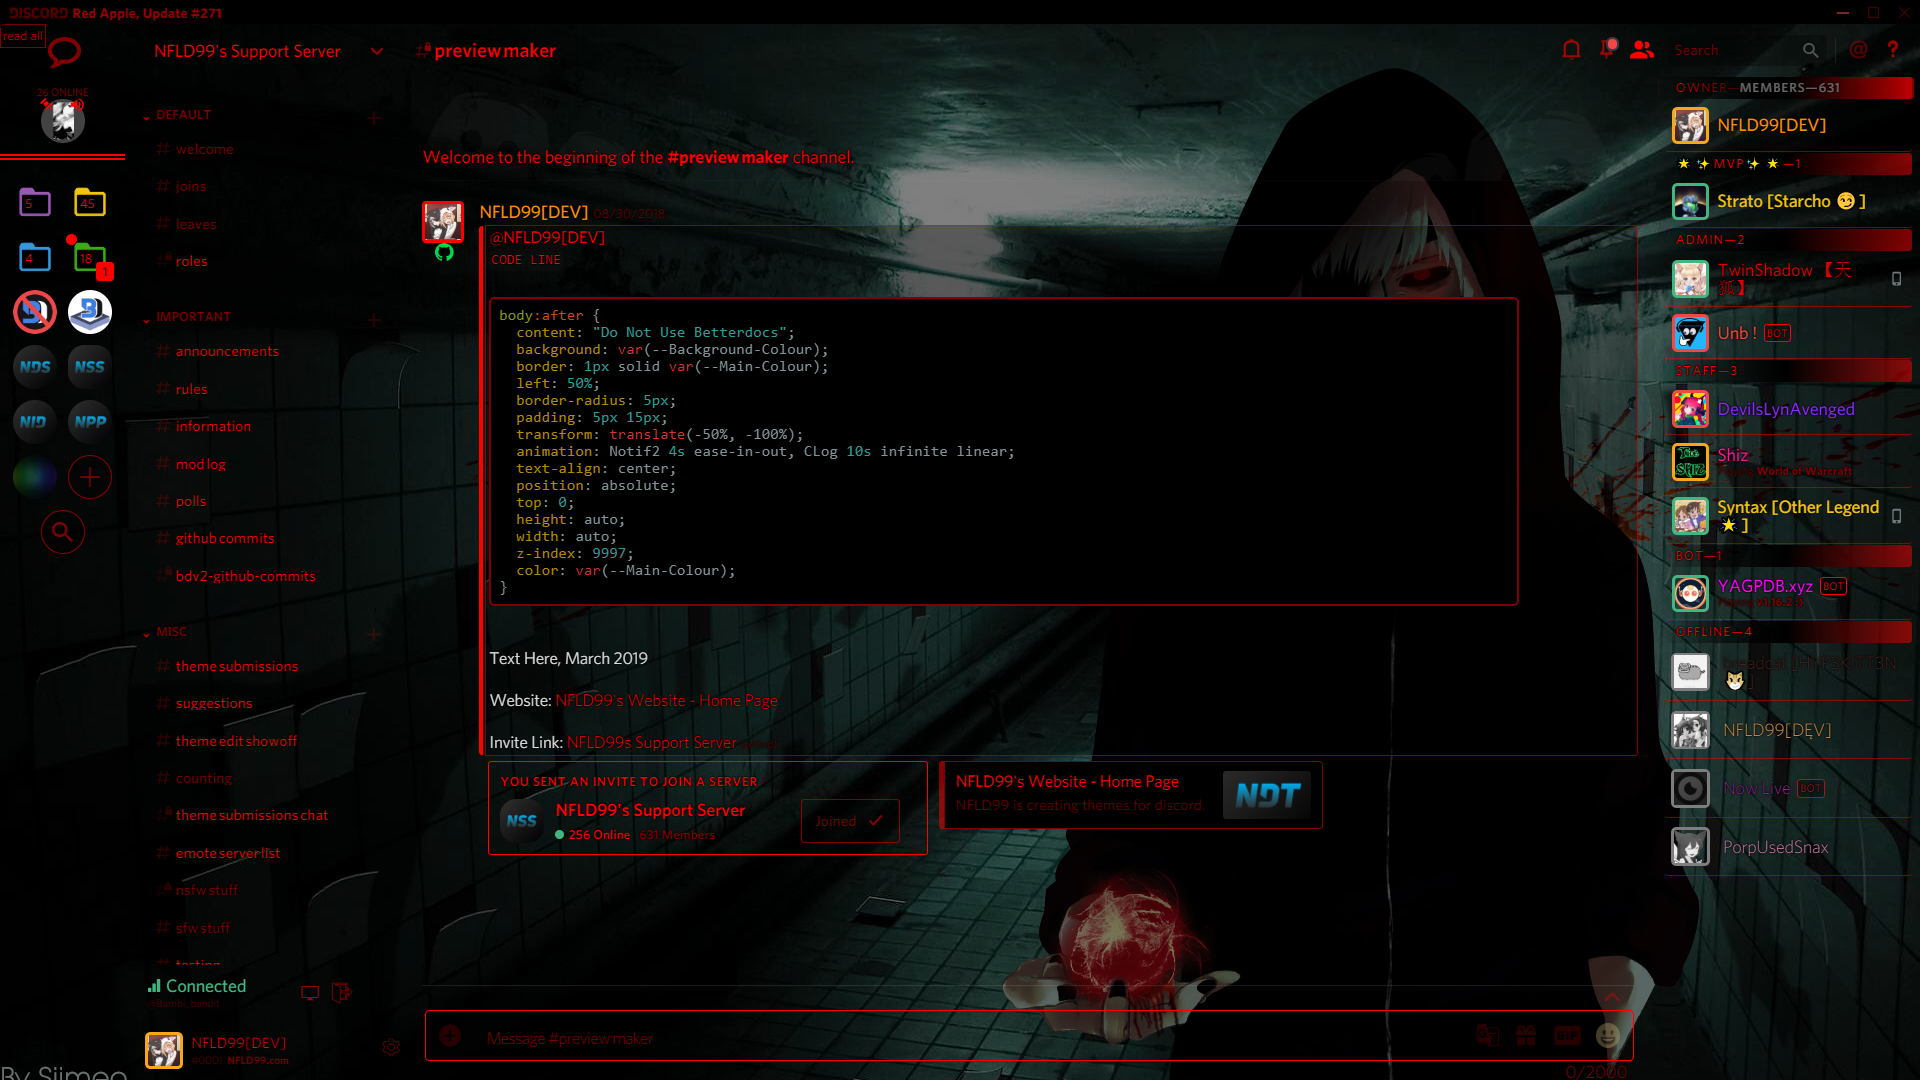 DISCORD Red Apple, Update #271
read all
NFLD99's Support Server
#preview maker
Search
26 ONLINE
5
45
4
18
1
NDS
NSS
NID
NPP
DEFAULT
# welcome
# joins
# leaves
# roles
IMPORTANT
# announcements
# rules
# information
# mod log
# polls
# github commits
# bdv2-github-commits
MISC
# theme submissions
# suggestions
# theme edit showoff
# counting
# theme submissions chat
# emote server list
# nsfw stuff
# sfw stuff
# testing
Connected
NFLD99[DEV]
#0001 NFLD99.com
By Siimeo
Welcome to the beginning of the #preview maker channel.
NFLD99[DEV] 08/30/2018
@NFLD99[DEV]
CODE LINE
body:after {
content: "Do Not Use Betterdocs";
background: var(--Background-Colour);
border: 1px solid var(--Main-Colour);
left: 50%;
border-radius: 5px;
padding: 5px 15px;
transform: translate(-50%, -100%);
animation: Notif2 4s ease-in-out, CLog 10s infinite linear;
text-align: center;
position: absolute;
top: 0;
height: auto;
width: auto;
z-index: 9997;
color: var(--Main-Colour);
}
Text Here, March 2019
Website: NFLD99's Website - Home Page
Invite Link: NFLD99s Support Server
YOU SENT AN INVITE TO JOIN A SERVER
NSS
NFLD99's Support Server
256 Online 631 Members
Joined
NFLD99's Website - Home Page
NFLD99 is creating themes for discord.
NDT
Message #preview maker
GIF
0/2000
OWNER—MEMBERS—631
NFLD99[DEV]
⭐✨MVP✨⭐—1
Strato [Starcho 😏]
ADMIN—2
TwinShadow 【天
Unb ! BOT
STAFF—3
DevilsLynAvenged
The Shiz
Shiz
World of Warcraft
Syntax [Other Legend
⭐]
BOT—1
YAGPDB.xyz BOT
OFFLINE—4
NFLD99[DEV]
Now Live BOT
PorpUsedSnax